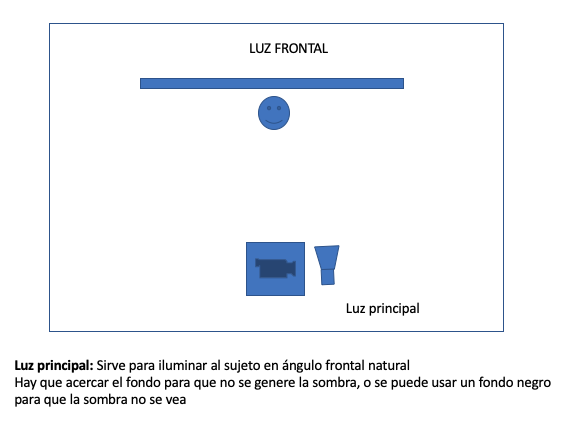 LUZ FRONTAL
Luz principal
Luz principal: Sirve para iluminar al sujeto en ángulo frontal natural
Hay que acercar el fondo para que no se genere la sombra, o se puede usar un fondo negro
para que la sombra no se vea